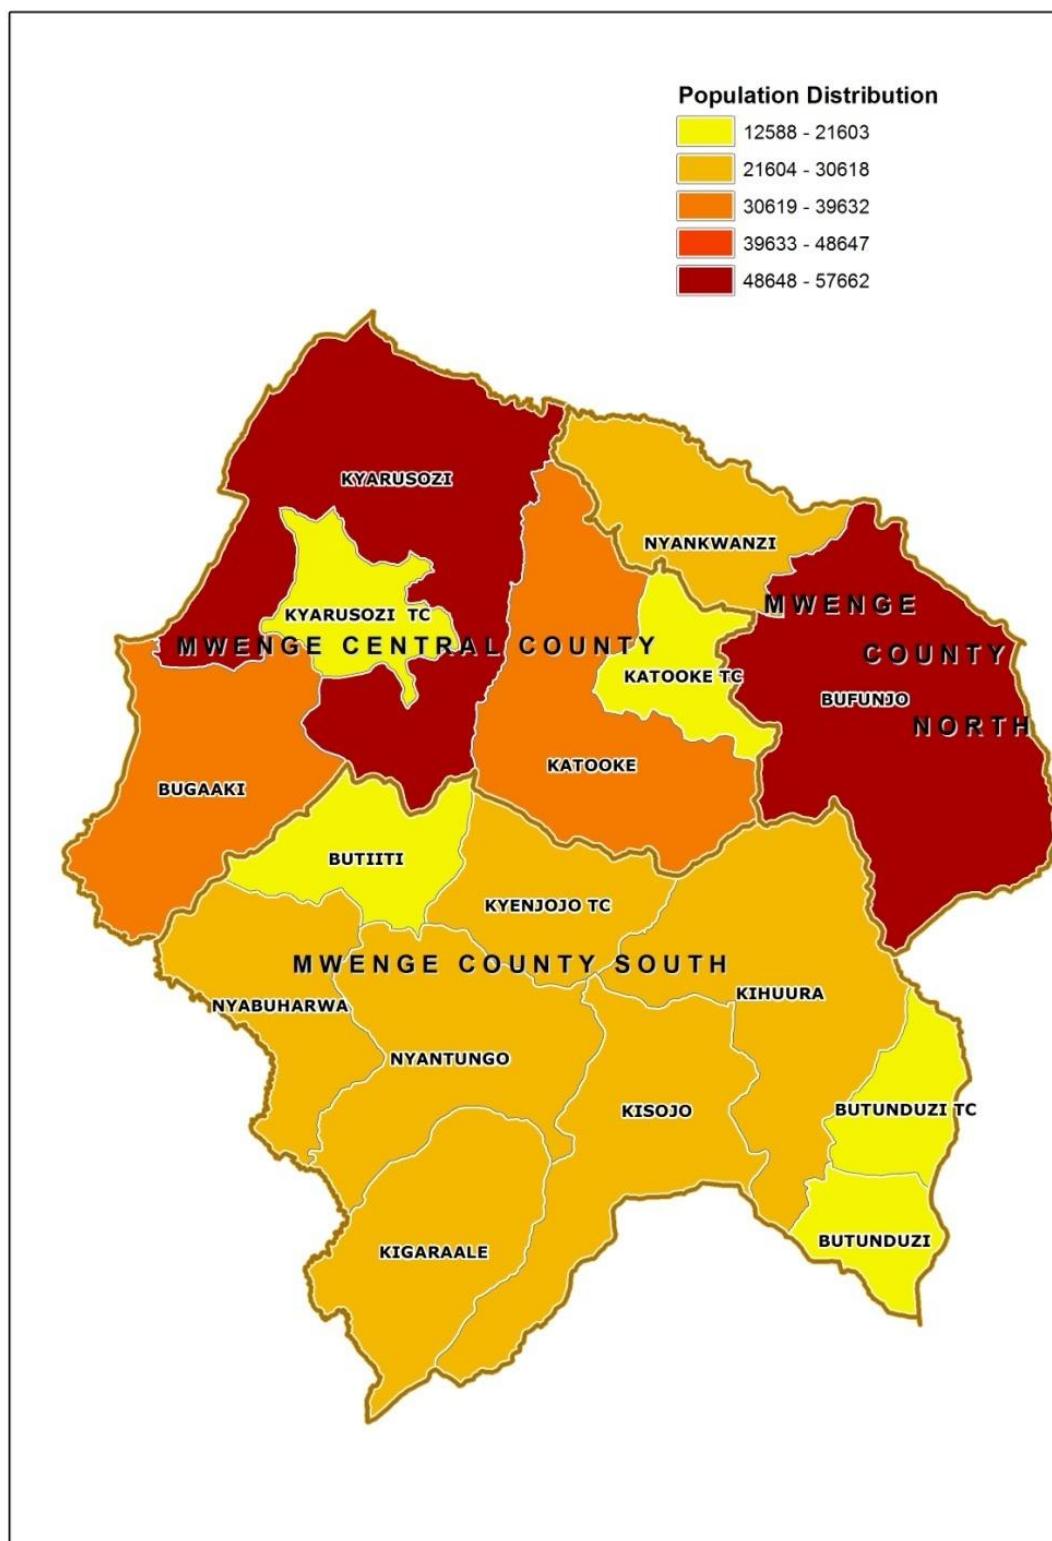 Population Distribution
12588 - 21603
21604 - 30618
30619 - 39632
39633 - 48647
48648 - 57662
KYARUSOZI
NYANKWANZI
KYARUSOZI TC
MWENGE
MWENGE CENTRAL COUNTY
COUNTY
KATOOKE TC
BUFUNJO
NORTH
KATOOKE
BUGAAKI
BUTIITI
KYENJOJO TC
MWENGE COUNTY SOUTH
KIHUURA
NYABUHARWA
NYANTUNGO
KISOJO
BUTUNDUZI TC
BUTUNDUZI
KIGARAALE